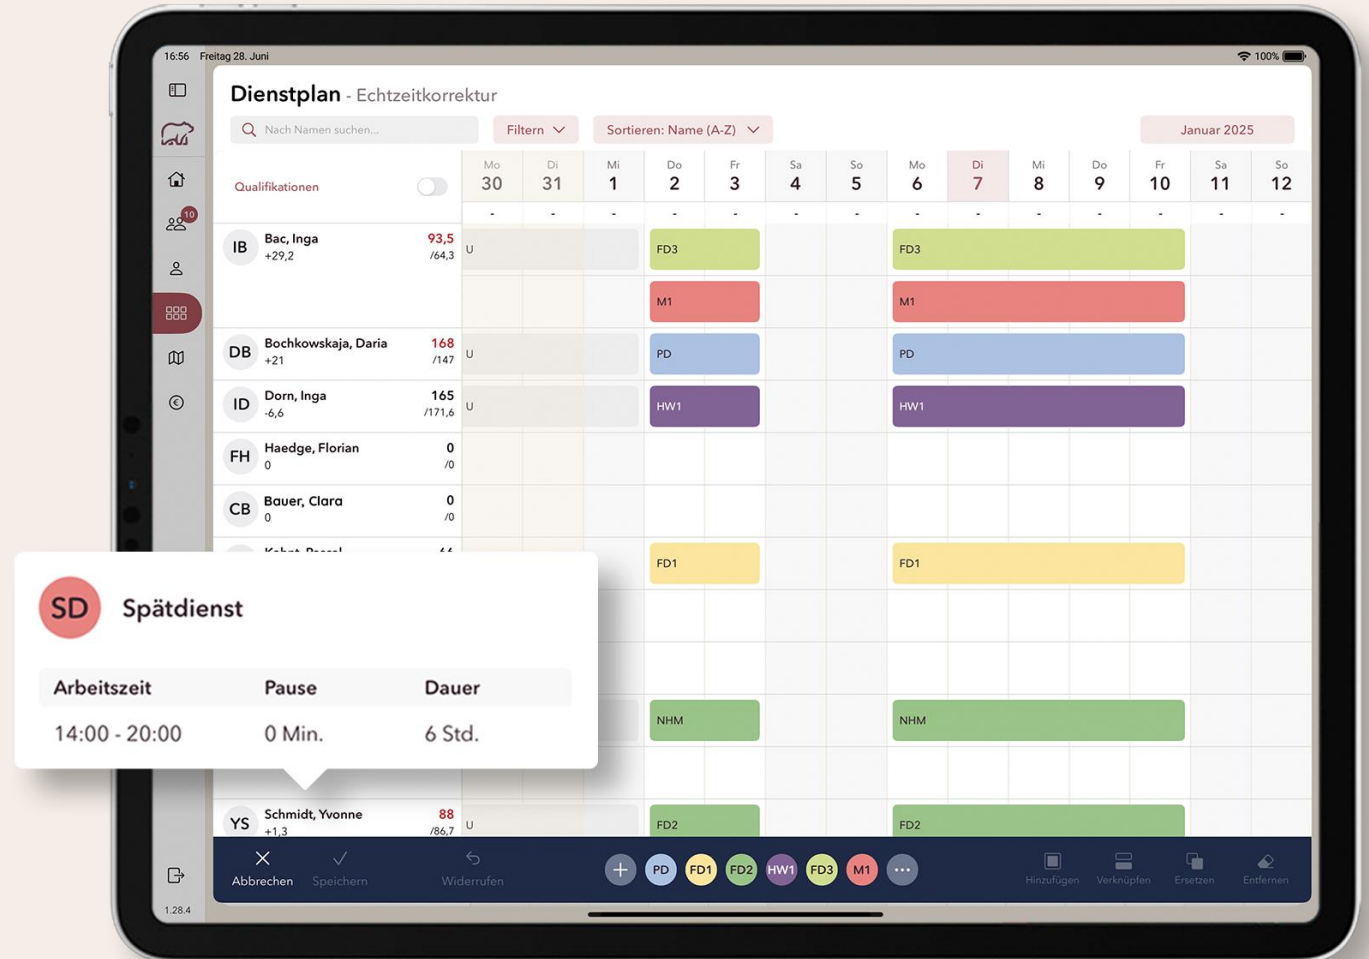 16:56 Freitag 28. Juni
100%
Dienstplan - Echtzeitkorrektur
Nach Namen suchen...
Filtern
Sortieren: Name (A-Z)
Januar 2025
Qualifikationen
Mo Di Mi Do Fr Sa So Mo Di Mi Do Fr Sa So
30 31 1 2 3 4 5 6 7 8 9 10 11 12
- - - - - - - - - - - - - -
10
IB Bac, Inga 93,5 U FD3 FD3
+29,2 /64,3
M1 M1
DB Bochkowskaja, Daria 168 U PD PD
+21 /147
ID Dorn, Inga 165 U HW1 HW1
-6,6 /171,6
FH Haedge, Florian 0
0 /0
CB Bauer, Clara 0
0 /0
FD1 FD1
SD Spätdienst
Arbeitszeit Pause Dauer
14:00 - 20:00 0 Min. 6 Std.
NHM NHM
YS Schmidt, Yvonne 88 U FD2 FD2
+1,3 /86,7
Abbrechen Speichern Widerrufen
+ PD FD1 FD2 HW1 FD3 M1 ...
Hinzufügen Verknüpfen Ersetzen Entfernen
1.28.4